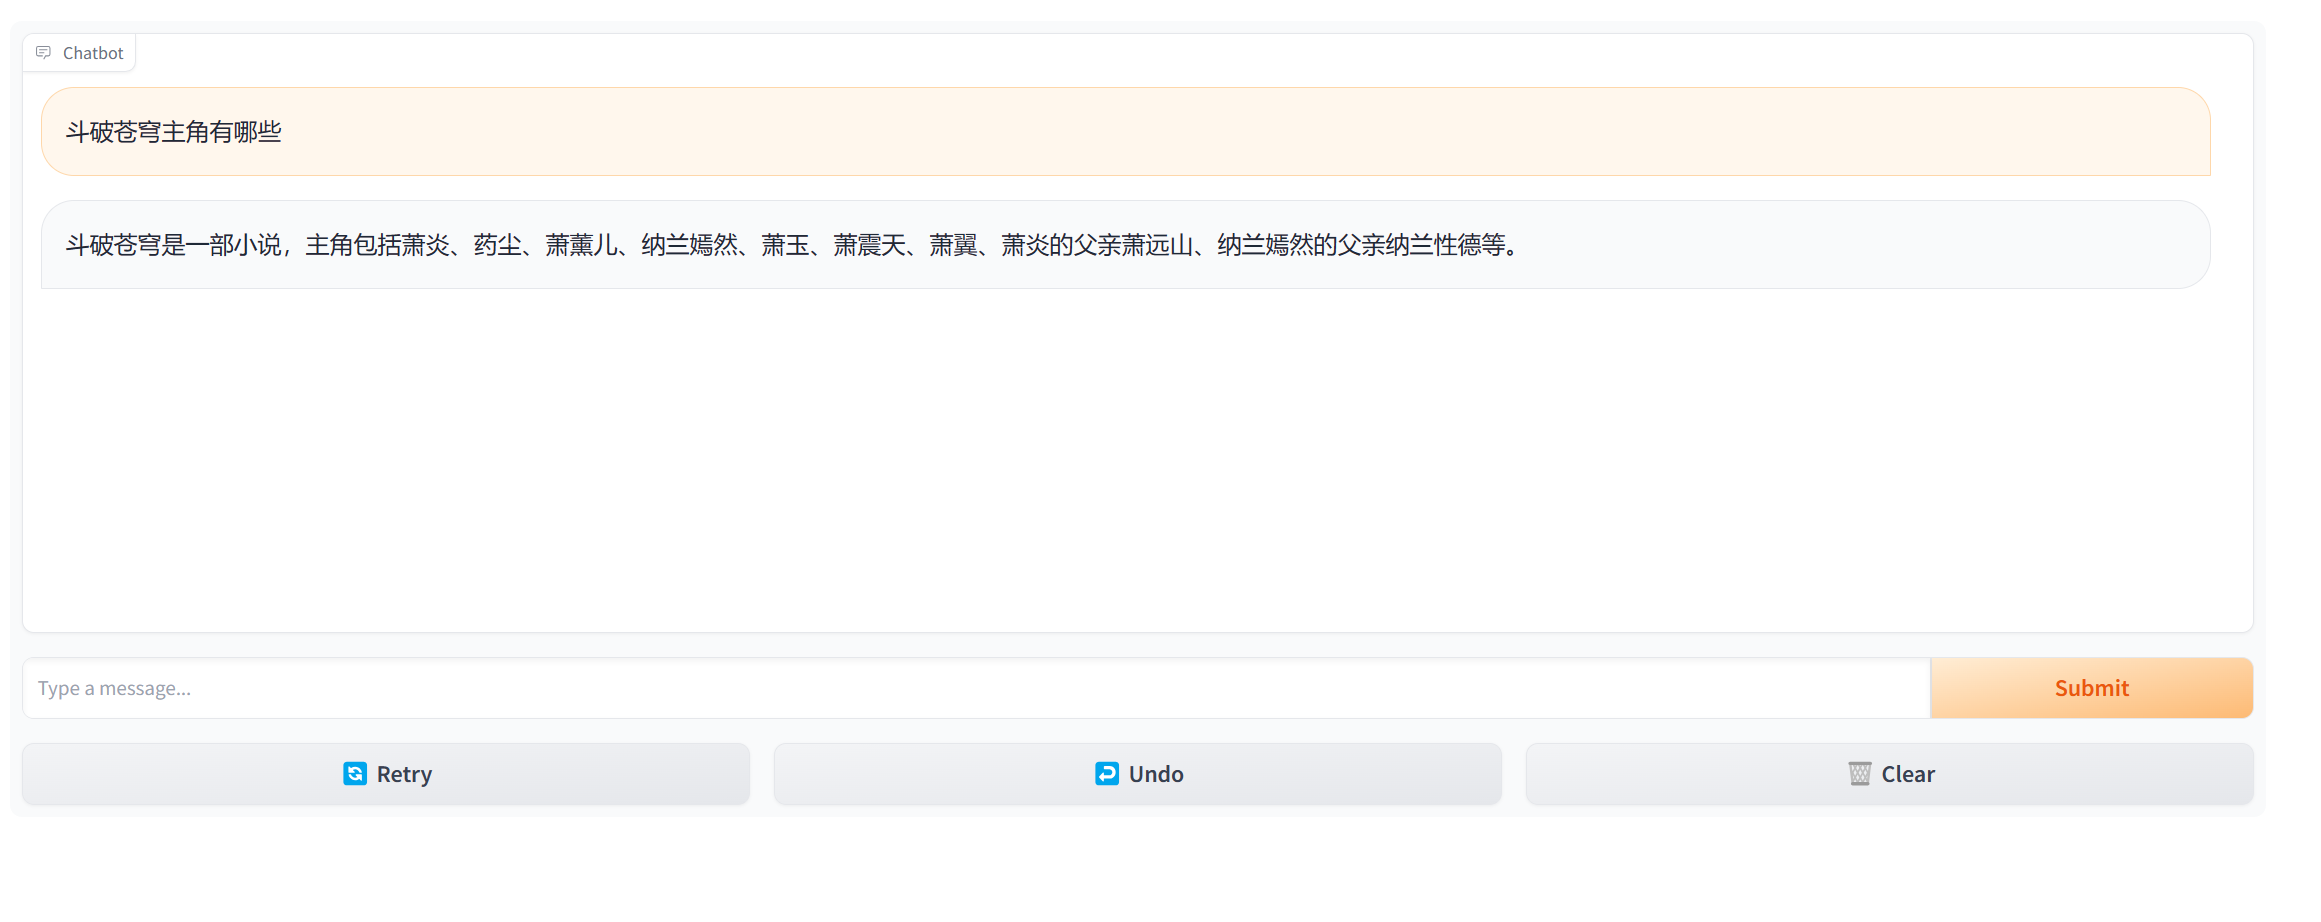 Chatbot
斗破苍穹主角有哪些
斗破苍穹是一部小说，主角包括萧炎、药尘、萧薰儿、纳兰嫣然、萧玉、萧震天、萧翼、萧炎的父亲萧远山、纳兰嫣然的父亲纳兰性德等。
Type a message...
Submit
Retry
Undo
Clear